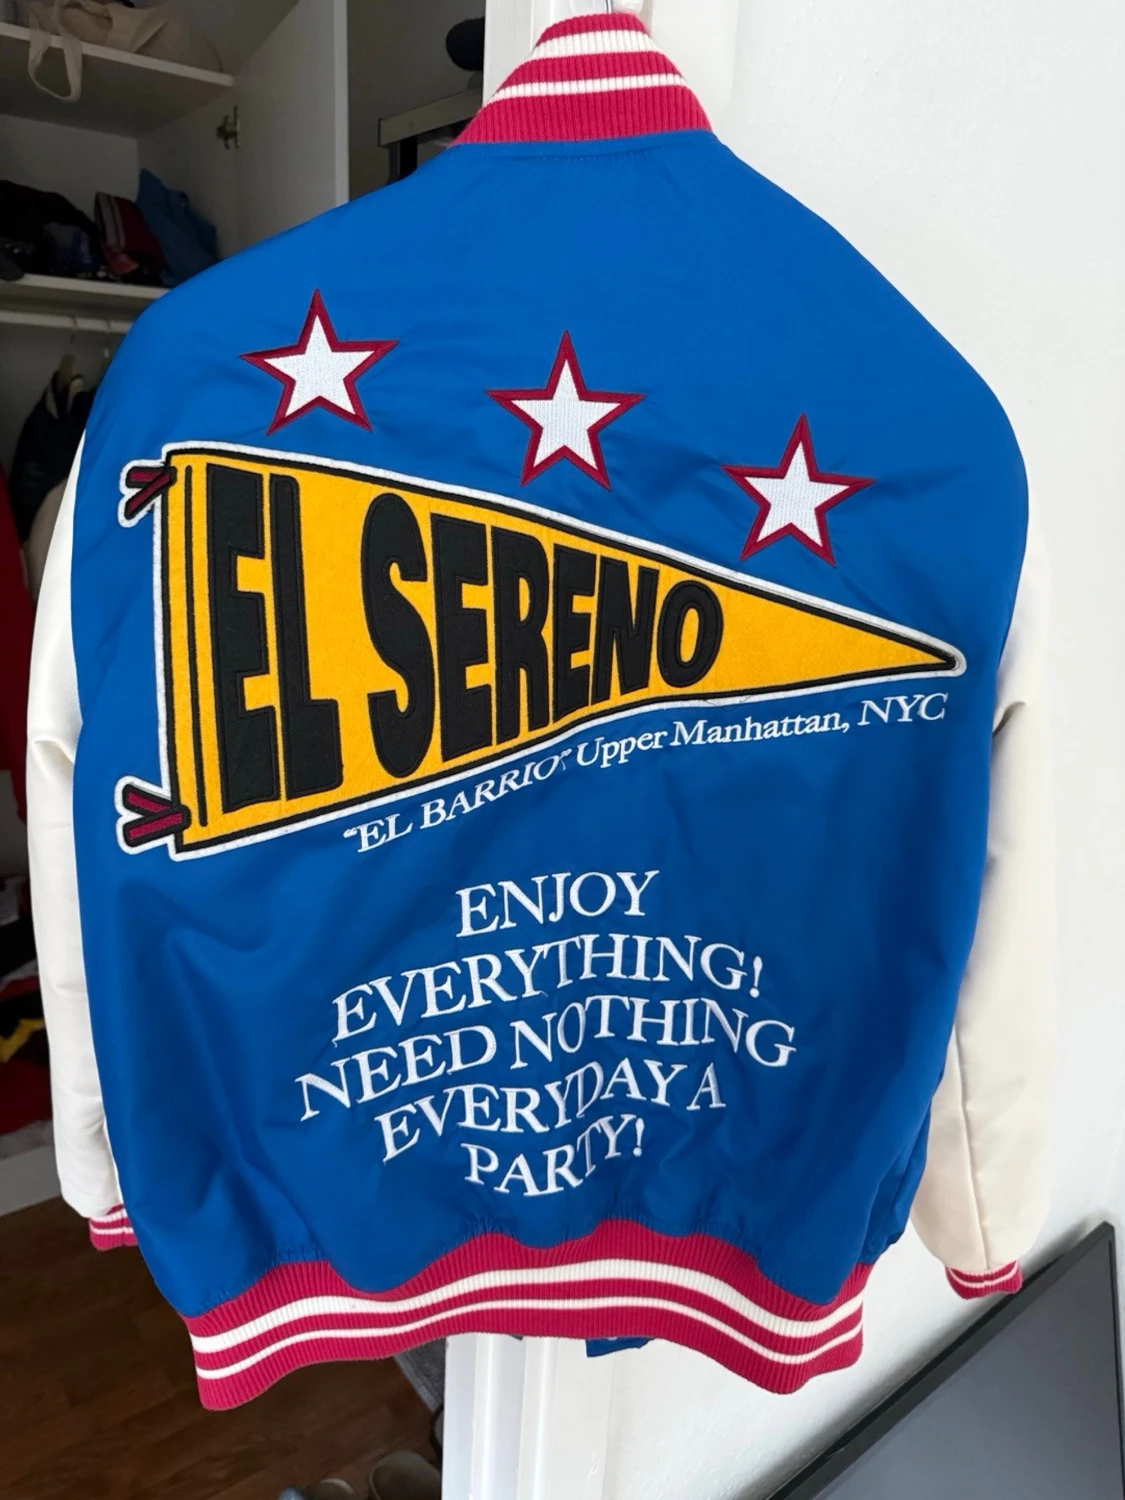 EL SERENO
"EL BARRIO" Upper Manhattan, NYC
ENJOY
EVERYTHING!
NEED NOTHING
EVERYDAY A
PARTY!